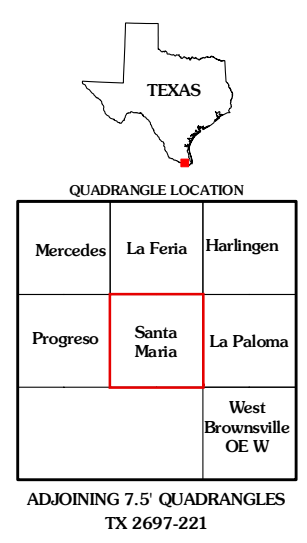 TEXAS
QUADRANGLE LOCATION
Mercedes
La Feria
Harlingen
Progreso
Santa
Maria
La Paloma
West
Brownsville
OE W
ADJOINING 7.5' QUADRANGLES
TX 2697-221